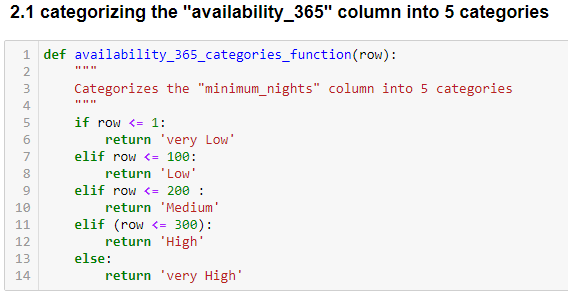 2.1 categorizing the "availability_365" column into 5 categories
1 def availability_365_categories_function(row):
2     """
3     Categorizes the "minimum_nights" column into 5 categories
4     """
5     if row <= 1:
6         return 'very Low'
7     elif row <= 100:
8         return 'Low'
9     elif row <= 200 :
10         return 'Medium'
11     elif (row <= 300):
12         return 'High'
13     else:
14         return 'very High'